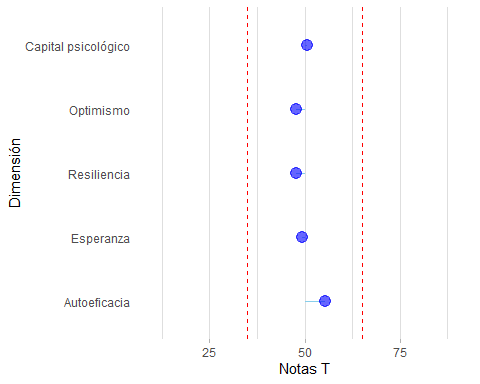 Capital psicológico
Optimismo
Resiliencia
Esperanza
Autoeficacia
Dimensión
25 50 75
Notas T